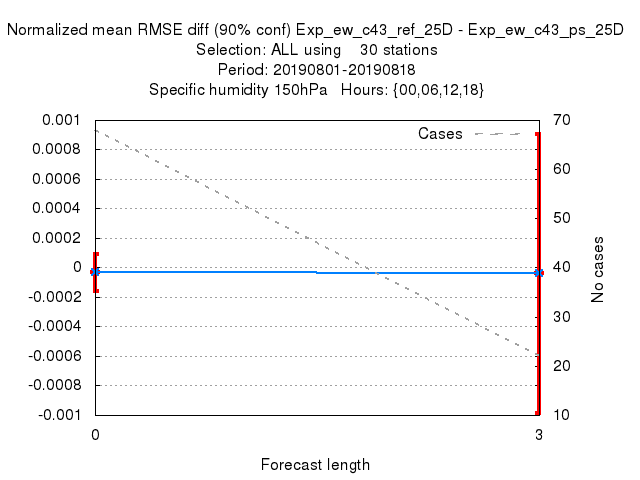 Normalized mean RMSE diff (90% conf) Exp_ew_c43_ref_25D - Exp_ew_c43_ps_25D
Selection: ALL using 30 stations
Period: 20190801-20190818
Specific humidity 150hPa Hours: {00,06,12,18}
0.001 70
Cases
0.0008
0.0006 60
0.0004 50
0.0002
0 40
-0.0002
-0.0004 30
-0.0006 20
-0.0008
-0.001 10
No cases
0 3
Forecast length